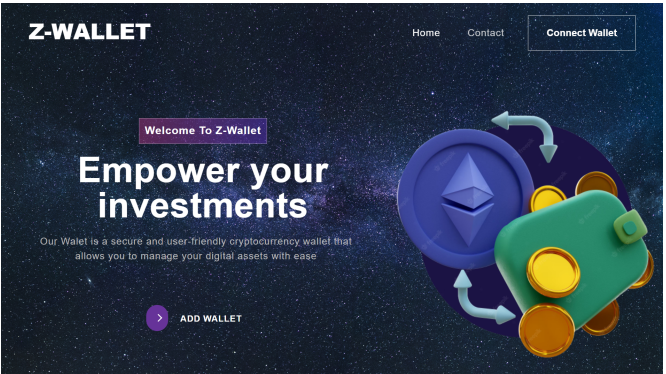 Z-WALLET
Home
Contact
Connect Wallet
Welcome To Z-Wallet
Empower your
investments
Our Walet is a secure and user-friendly cryptocurrency wallet that
allows you to manage your digital assets with ease
ADD WALLET